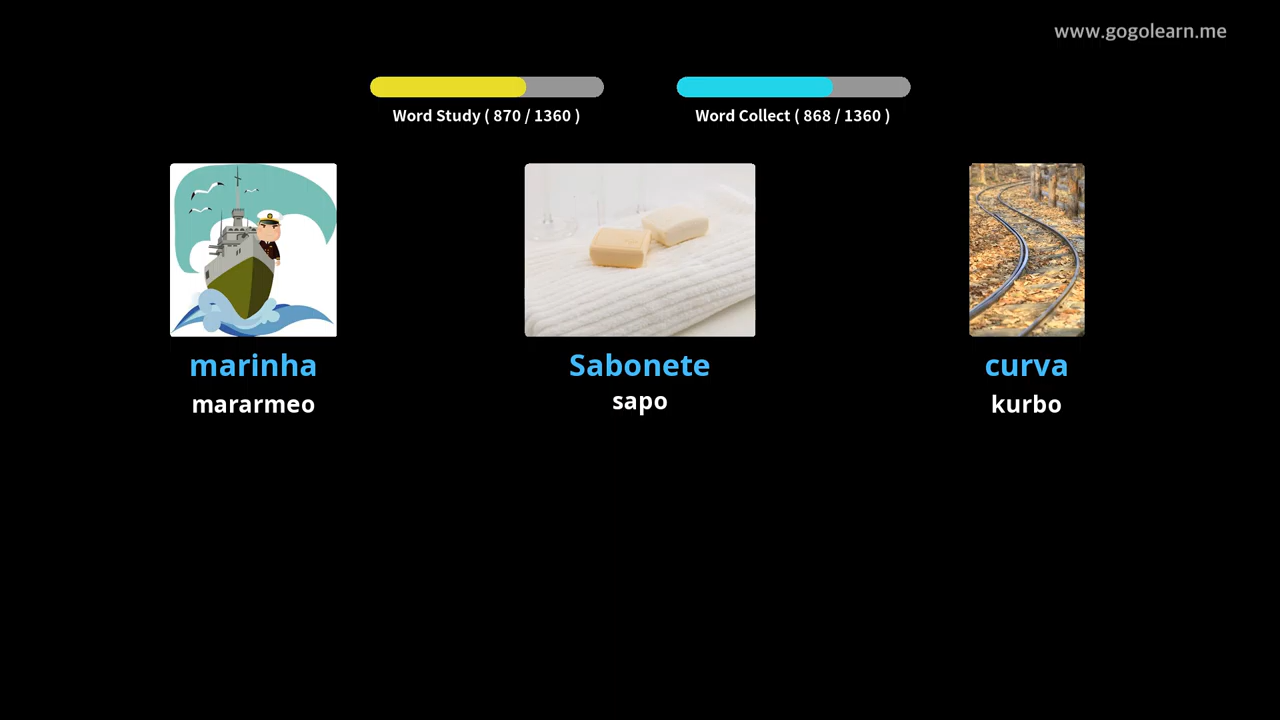 www.gogolearn.me
Word Study ( 870 / 1360 )
Word Collect ( 868 / 1360 )
marinha
mararmeo
Sabonete
sapo
curva
kurbo